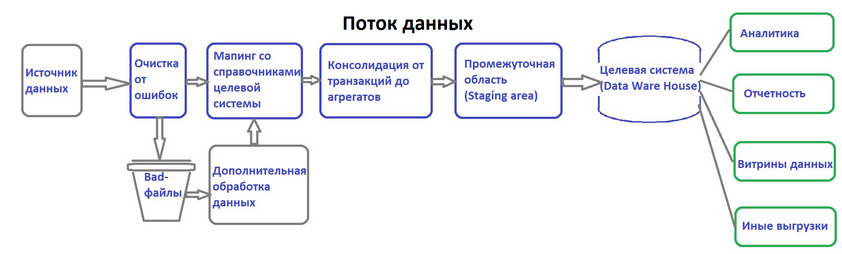 Поток данных
Источник
данных
Очистка
от
ошибок
Мапинг со
справочниками
целевой
системы
Консолидация от
транзакций до
агрегатов
Промежуточная
область
(Staging area)
Целевая система
(Data Ware House)
Аналитика
Отчетность
Витрины данных
Иные выгрузки
Bad-
файлы
Дополнительная
обработка
данных